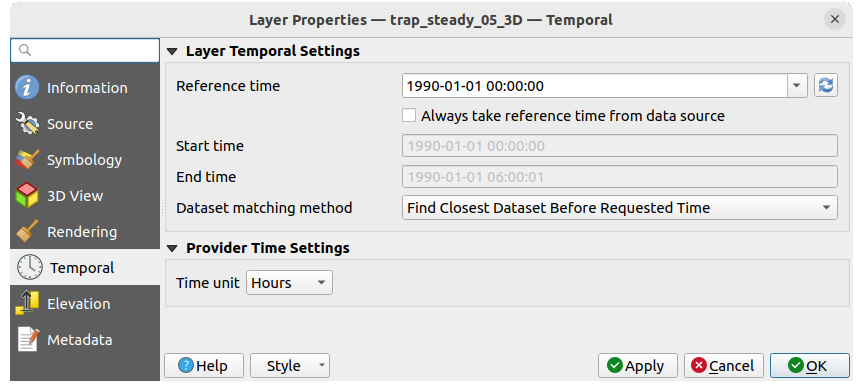 Layer Properties — trap_steady_05_3D — Temporal
Information
Source
Symbology
3D View
Rendering
Temporal
Elevation
Metadata
Layer Temporal Settings
Reference time 1990-01-01 00:00:00
Always take reference time from data source
Start time 1990-01-01 00:00:00
End time 1990-01-01 06:00:01
Dataset matching method Find Closest Dataset Before Requested Time
Provider Time Settings
Time unit Hours
Help Style Apply Cancel OK